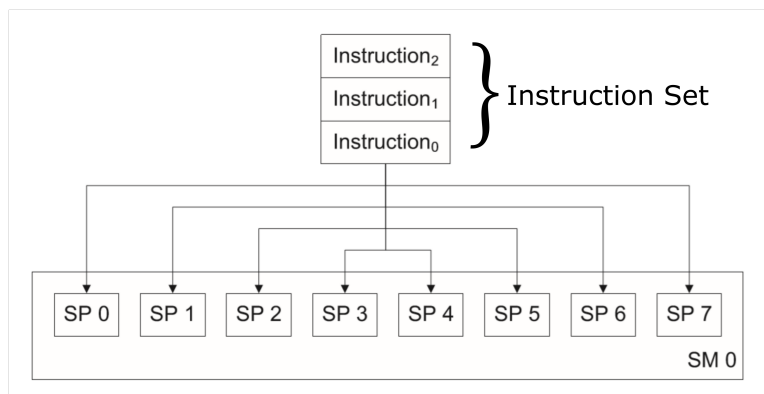 Instruction₂
Instruction₁
Instruction₀
Instruction Set
SP 0 SP 1 SP 2 SP 3 SP 4 SP 5 SP 6 SP 7
SM 0